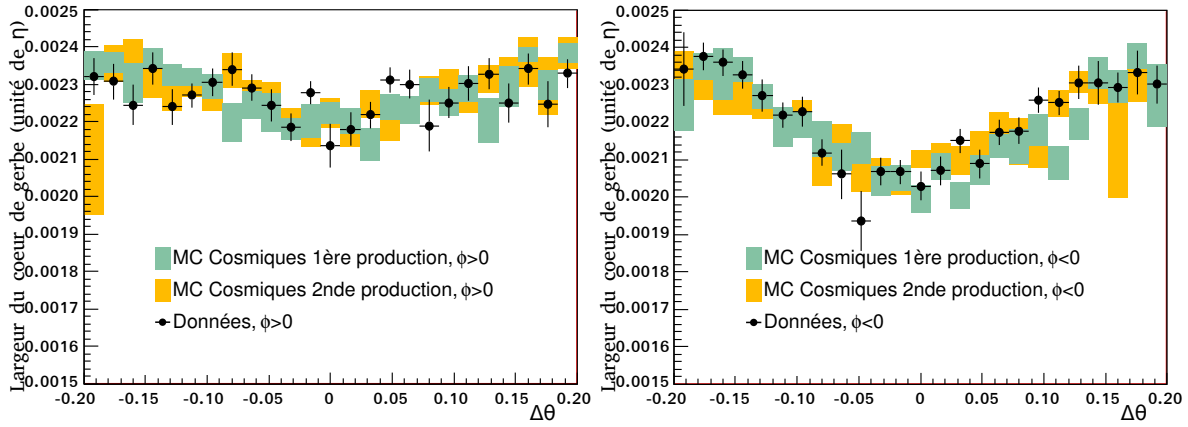 Largeur du coeur de gerbe (unité de η)
0.0025
0.0024
0.0023
0.0022
0.0021
0.0020
0.0019
0.0018
0.0017
0.0016
0.0015
MC Cosmiques 1ère production, ϕ>0
MC Cosmiques 2nde production, ϕ>0
Données, ϕ>0
-0.20 -0.15 -0.10 -0.05 0 0.05 0.10 0.15 0.20
Δθ
Largeur du coeur de gerbe (unité de η)
0.0025
0.0024
0.0023
0.0022
0.0021
0.0020
0.0019
0.0018
0.0017
0.0016
0.0015
MC Cosmiques 1ère production, ϕ<0
MC Cosmiques 2nde production, ϕ<0
Données, ϕ<0
-0.20 -0.15 -0.10 -0.05 0 0.05 0.10 0.15 0.20
Δθ